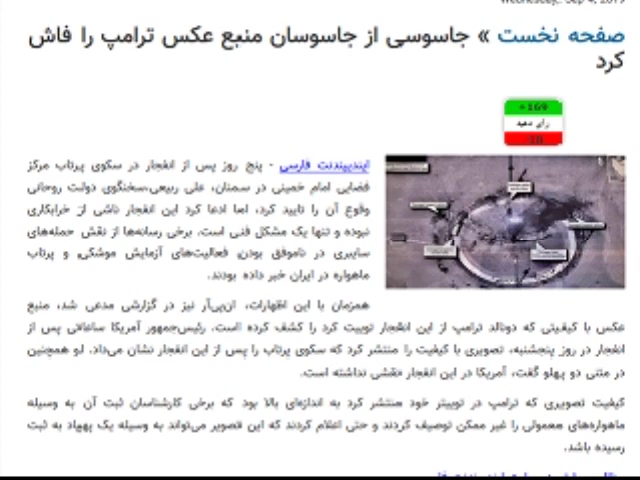 Wednesday, Sep 4, 2019
صفحه نخست » جاسوسی از جاسوسان منبع عکس ترامپ را فاش
کرد
+169
رای دهید
-10
ایندیپندنت فارسی - پنج روز پس از انفجار در سکوی پرتاب مرکز
فضایی امام خمینی در سمنان، علی ربیعی،سخنگوی دولت روحانی
وقوع آن را تایید کرد، اما ادعا کرد این انفجار ناشی از خرابکاری
نبوده و تنها یک مشکل فنی است. برخی رسانه‌ها از نقش حمله‌های
سایبری در ناموفق بودن فعالیت‌های آزمایش موشکی و پرتاب
ماهواره در ایران خبر داده بودند.
همزمان با این اظهارات، ان‌پی‌آر نیز در گزارشی مدعی شد، منبع
عکس با کیفیتی که دونالد ترامپ از این انفجار توییت کرد را کشف کرده است. رئیس‌جمهور آمریکا ساعاتی پس از
انفجار در روز پنجشنبه، تصویری با کیفیت را منتشر کرد که سکوی پرتاب را پس از این انفجار نشان می‌داد. او همچنین
در متنی دو پهلو گفت، آمریکا در این انفجار «نقشی نداشته است.
کیفیت تصویری که ترامپ در توییتر خود منتشر کرد به اندازه‌ای بالا بود که برخی کارشناسان ثبت آن به وسیله
ماهواره‌های معمولی را غیر ممکن توصیف کردند و حتی اعلام کردند که این تصویر می‌تواند به وسیله یک پهپاد به ثبت
رسیده باشد.